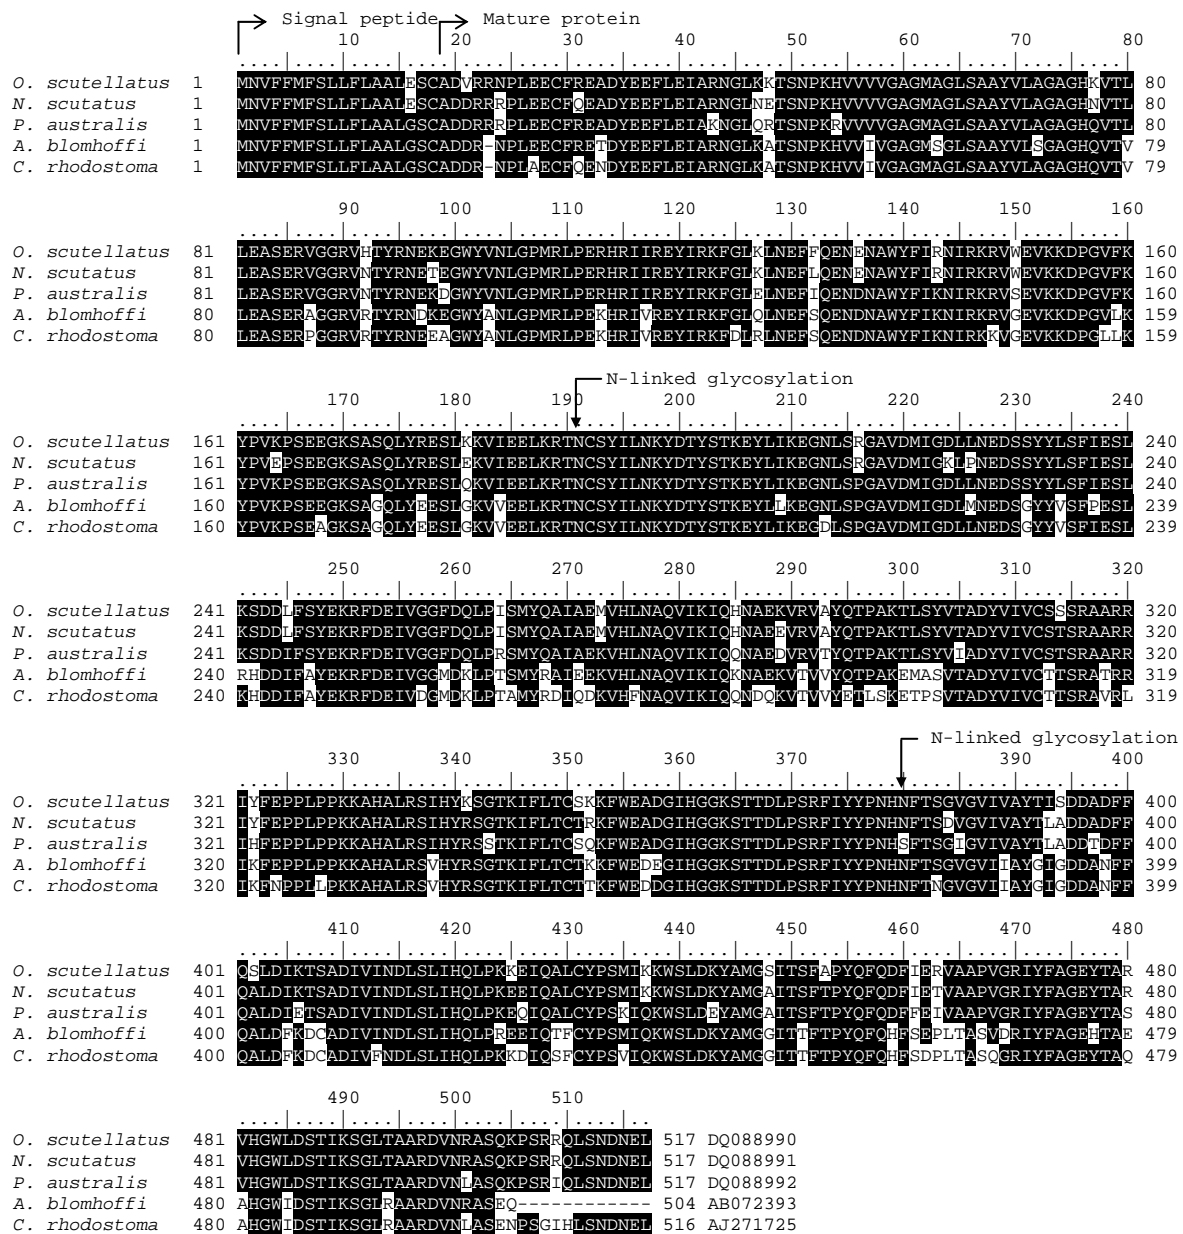 Signal peptide Mature protein
10 20 30 40 50 60 70 80
O. scutellatus 1 MNVFFMFSLLFLAALESCADVRRNPLEECFREADYEEFLEIARNGLKKTSNPKHVVVVGAGMAGLSAAYVLAGAGHKVTL 80
N. scutatus 1 MNVFFMFSLLFLAALESCADDRRRPLEECFQEADYEEFLEIARNGLNETSNPKHVVVVGAGMAGLSAAYVLAGAGHNVTL 80
P. australis 1 MNVFFMFSLLFLAALGSCADDRRRPLEECFREADYEEFLEIAKNGLQRTSNPKRVVVVGAGMAGLSAAYVLAGAGHQVTL 80
A. blomhoffi 1 MNVFFMFSLLFLAALGSCADDR-NPLEECFRETDYEEFLEIARNGLKATSNPKHVVIVGAGMSGLSAAYVLSGAGHQVTV 79
C. rhodostoma 1 MNVFFMFSLLFLAALGSCADDR-NPLAECFQENDYEEFLEIARNGLKATSNPKHVVIVGAGMAGLSAAYVLAGAGHQVTV 79
90 100 110 120 130 140 150 160
O. scutellatus 81 LEASERVGGRVHTYRNEKEGWYVNLGPMRLPERHRIIREYIRKFGLKLNEFFQENENAWYFIRNIRKRVWEVKKDPGVFK 160
N. scutatus 81 LEASERVGGRVNTYRNETEGWYVNLGPMRLPERHRIIREYIRKFGLKLNEFLQENENAWYFIRNIRKRVWEVKKDPGVFK 160
P. australis 81 LEASERVGGRVNTYRNEKDGWYVNLGPMRLPERHRIIREYIRKFGLELNEFIQENDNAWYFIKNIRKRVSEVKKDPGVFK 160
A. blomhoffi 80 LEASERAGGRVRTYRNDKEGWYANLGPMRLPEKHRIVREYIRKFGLQLNEFSQENDNAWYFIKNIRKRVGEVKKDPGVLK 159
C. rhodostoma 80 LEASERPGGRVRTYRNEEAGWYANLGPMRLPEKHRIVREYIRKFDLRLNEFSQENDNAWYFIKNIRKKVGEVKKDPGLLK 159
N-linked glycosylation
170 180 190 200 210 220 230 240
O. scutellatus 161 YPVKPSEEGKSASQLYRESLKKVIEELKRTNCSYILNKYDTYSTKEYLIKEGNLSRGAVDMIGDLLNEDSSYYLSFIESL 240
N. scutatus 161 YPVEPSEEGKSASQLYRESLEKVIEELKRTNCSYILNKYDTYSTKEYLIKEGNLSRGAVDMIGKLPNEDSSYYLSFIESL 240
P. australis 161 YPVKPSEEGKSASQLYRESLQKVIEELKRTNCSYILNKYDTYSTKEYLIKEGNLSPGAVDMIGDLLNEDSSYYLSFIESL 240
A. blomhoffi 160 YPVKPSEEGKSAGQLYEESLGKVVEELKRTNCSYILNKYDTYSTKEYLLKEGNLSPGAVDMIGDLMNEDSGYYVSFPESL 239
C. rhodostoma 160 YPVKPSEAGKSAGQLYEESLGKVVEELKRTNCSYILNKYDTYSTKEYLIKEGDLSPGAVDMIGDLLNEDSGYYVSFIESL 239
250 260 270 280 290 300 310 320
O. scutellatus 241 KSDDLFSYEKRFDEIVGGFDQLPISMYQAIAEMVHLNAQVIKIQHNAEKVRVAYQTPAKTLSYVTADYVIVCSSSRAARR 320
N. scutatus 241 KSDDLFSYEKRFDEIVGGFDQLPISMYQAIAEMVHLNAQVIKIQHNAEEVRVAYQTPAKTLSYVTADYVIVCSTSRAARR 320
P. australis 241 KSDDIFSYEKRFDEIVGGFDQLPRSMYQAIAEKVHLNAQVIKIQQNAEDVRVTYQTPAKTLSYVIADYVIVCSTSRAARR 320
A. blomhoffi 240 RHDDIFAYEKRFDEIVGGMDKLPTSMYRAIEEKVHLNAQVIKIQKNAEKVTVVYQTPAKEMASVTADYVIVCTTSRATRR 319
C. rhodostoma 240 KHDDIFAYEKRFDEIVDGMDKLPTAMYRDIQDKVHFNAQVIKIQQNDQKVTVVYETLSKETPSVTADYVIVCTTSRAVRL 319
N-linked glycosylation
330 340 350 360 370 380 390 400
O. scutellatus 321 IYFEPPLPPKKAHALRSIHYKSGTKIFLTCSKKFWEADGIHGGKSTTDLPSRFIYYPNHNFTSGVGVIVAYTISDDADFF 400
N. scutatus 321 IYFEPPLPPKKAHALRSIHYRSGTKIFLTCTRKFWEADGIHGGKSTTDLPSRFIYYPNHNFTSDVGVIVAYTLADDADFF 400
P. australis 321 IHFEPPLPPKKAHALRSIHYRSSTKIFLTCSQKFWEADGIHGGKSTTDLPSRFIYYPNHSFTSGIGVIVAYTLADDTDFF 400
A. blomhoffi 320 IKFEPPLPPKKAHALRSVHYRSGTKIFLTCTKKFWEDEGIHGGKSTTDLPSRFIYYPNHNFTSGVGVIIAYGIGDDANFF 399
C. rhodostoma 320 IKFNPPLLPKKAHALRSVHYRSGTKIFLTCTTKFWEDDGIHGGKSTTDLPSRFIYYPNHNFTNGVGVIIAYGIGDDANFF 399
410 420 430 440 450 460 470 480
O. scutellatus 401 QSLDIKTSADIVINDLSLIHQLPKKEIQALCYPSMIKKWSLDKYAMGSITSFAPYQFQDFIERVAAPVGRIYFAGEYTAR 480
N. scutatus 401 QALDIKTSADIVINDLSLIHQLPKEEIQALCYPSMIKKWSLDKYAMGAITSFTPYQFQDFIETVAAPVGRIYFAGEYTAR 480
P. australis 401 QALDIETSADIVINDLSLIHQLPKEQIQALCYPSKIQKWSLDEYAMGAITSFTPYQFQDFFEIVAAPVGRIYFAGEYTAS 480
A. blomhoffi 400 QALDFKDCADIVINDLSLIHQLPREEIQTFCYPSMIQKWSLDKYAMGGITTFTPYQFQHFSEPLTASVDRIYFAGEHTAE 479
C. rhodostoma 400 QALDFKDCADIVFNDLSLIHQLPKKDIQSFCYPSVIQKWSLDKYAMGGITTFTPYQFQHFSDPLTASQGRIYFAGEYTAQ 479
490 500 510
O. scutellatus 481 VHGWLDSTIKSGLTAARDVNRASQKPSRRQLSNDNEL 517 DQ088990
N. scutatus 481 VHGWLDSTIKSGLTAARDVNRASQKPSRRQLSNDNEL 517 DQ088991
P. australis 481 VHGWLDSTIKSGLTAARDVNLASQKPSRIQLSNDNEL 517 DQ088992
A. blomhoffi 480 AHGWIDSTIKSGLRAARDVNRASEQ------------ 504 AB072393
C. rhodostoma 480 AHGWIDSTIKSGLRAARDVNLASENPSGIHLSNDNEL 516 AJ271725